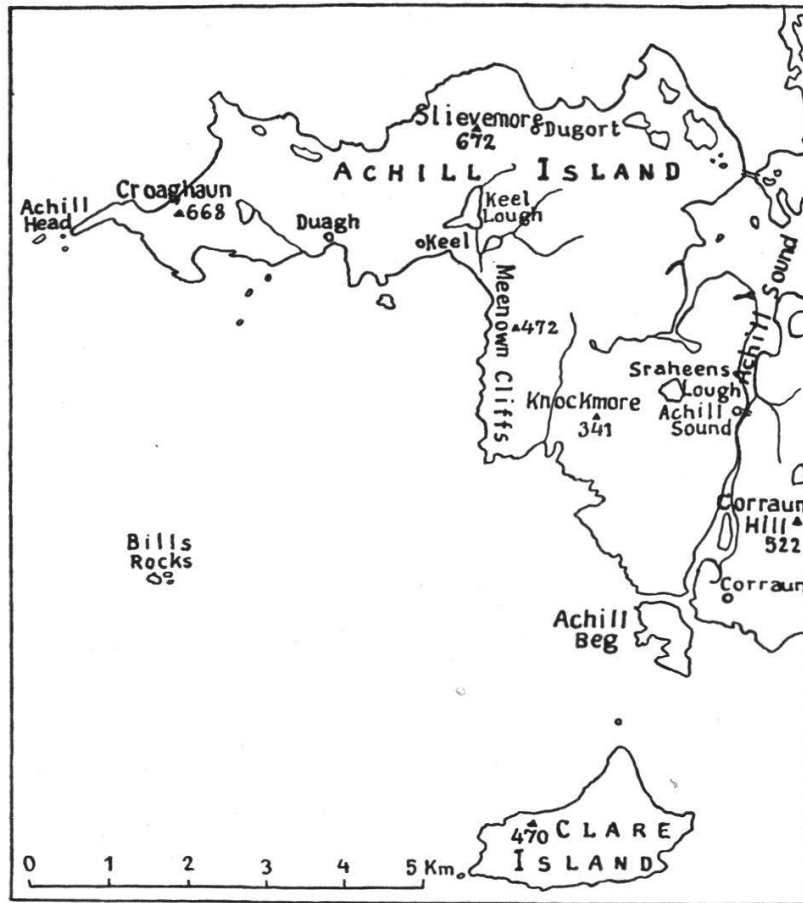 Slievemore
672
Dugort
ACHILL ISLAND
Croaghaun
668
Achill
Head
Keel
Lough
Duagh
Keel
Achill Sound
Meenown Cliffs
472
Sraheens
Lough
Knockmore
341
Achill
Sound
Corraun
Hill
522
Bills
Rocks
Corraun
Achill
Beg
470
CLARE
ISLAND
0 1 2 3 4 5 Km